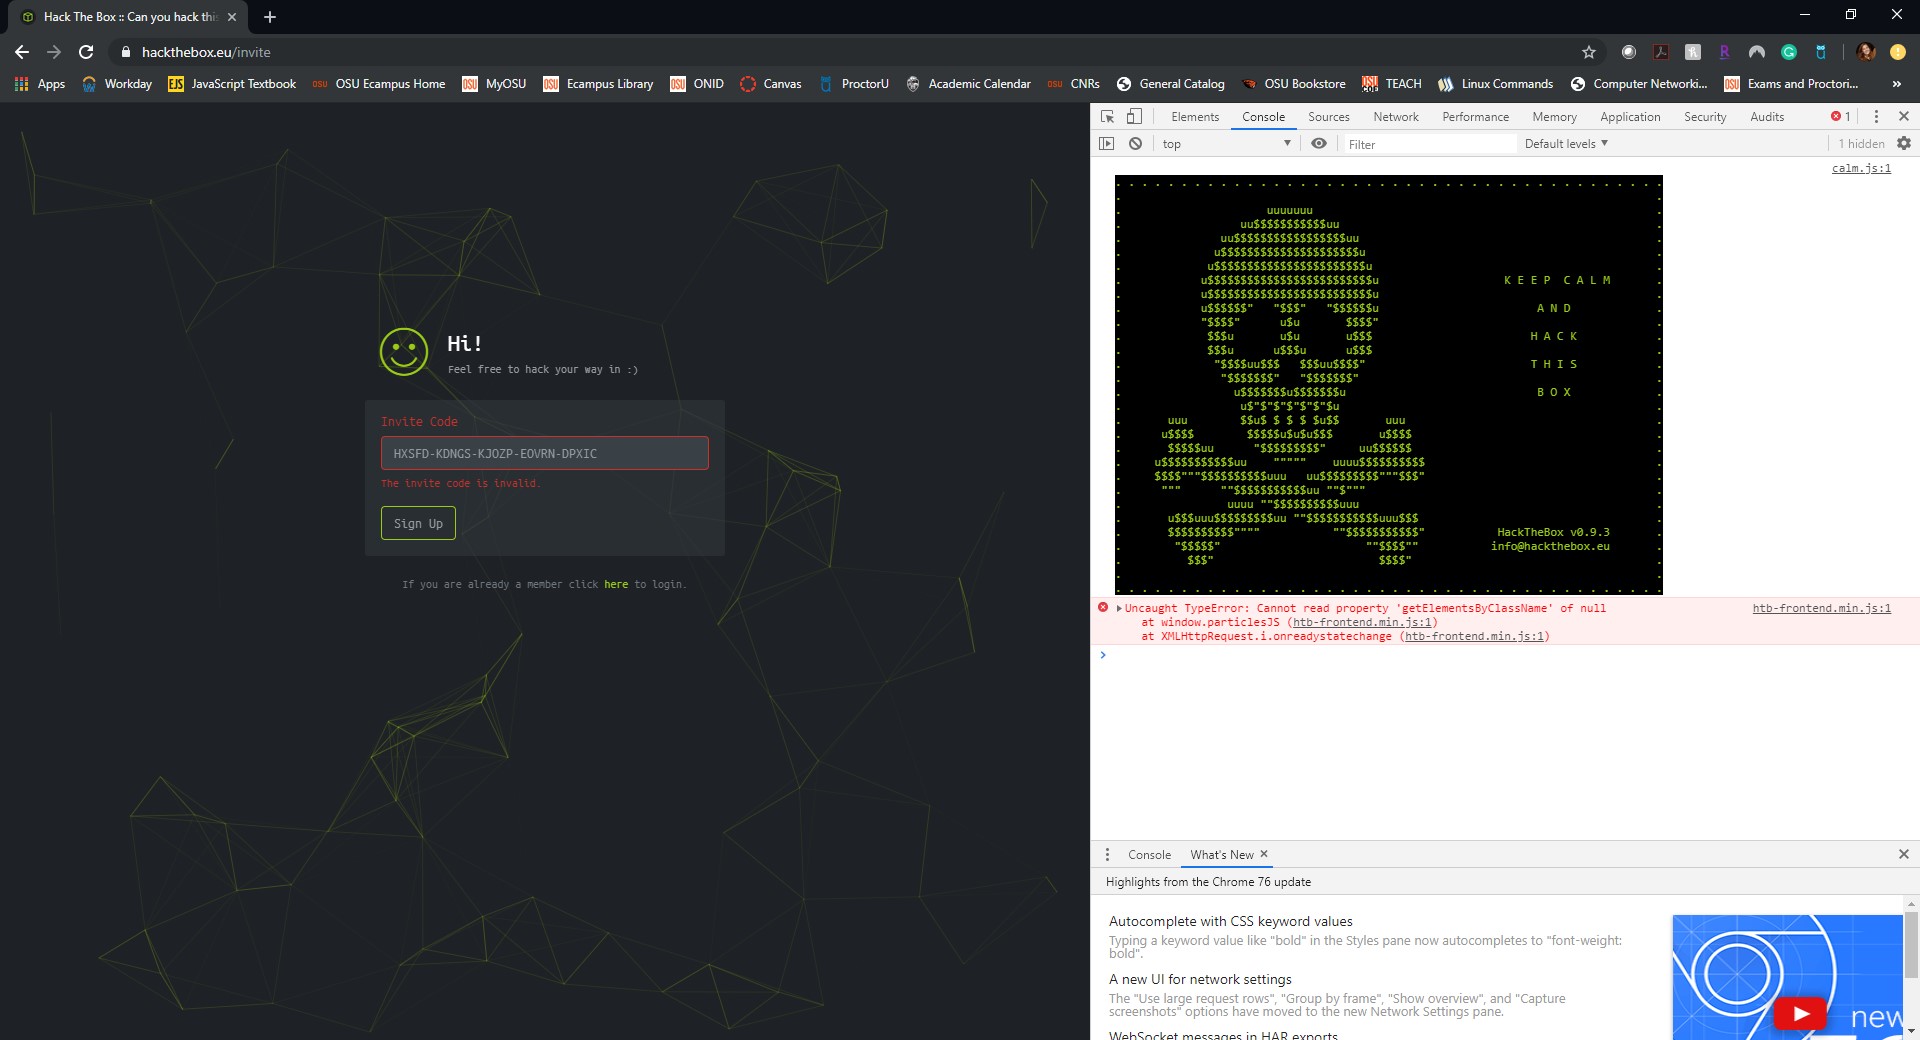 Hack The Box :: Can you hack this
hackthebox.eu/invite
Apps Workday EJS JavaScript Textbook OSU OSU Ecampus Home OSU MyOSU OSU Ecampus Library OSU ONID Canvas ProctorU Academic Calendar OSU CNRs General Catalog OSU Bookstore TEACH Linux Commands Computer Networki... OSU Exams and Proctori... »
Elements Console Sources Network Performance Memory Application Security Audits 1
top Filter Default levels 1 hidden
calm.js:1
KEEP CALM
AND
HACK
THIS
BOX
HackTheBox v0.9.3
info@hackthebox.eu
Hi!
Feel free to hack your way in :)
Invite Code
HXSFD-KDNGS-KJOZP-EOVRN-DPXIC
The invite code is invalid.
Sign Up
If you are already a member click here to login.
Uncaught TypeError: Cannot read property 'getElementsByClassName' of null htb-frontend.min.js:1
at window.particlesJS (htb-frontend.min.js:1)
at XMLHttpRequest.i.onreadystatechange (htb-frontend.min.js:1)
Console What's New
Highlights from the Chrome 76 update
Autocomplete with CSS keyword values
Typing a keyword value like "bold" in the Styles pane now autocompletes to "font-weight:
bold".
A new UI for network settings
The "Use large request rows", "Group by frame", "Show overview", and "Capture
screenshots" options have moved to the new Network Settings pane.
WebSocket messages in HAR exports
new